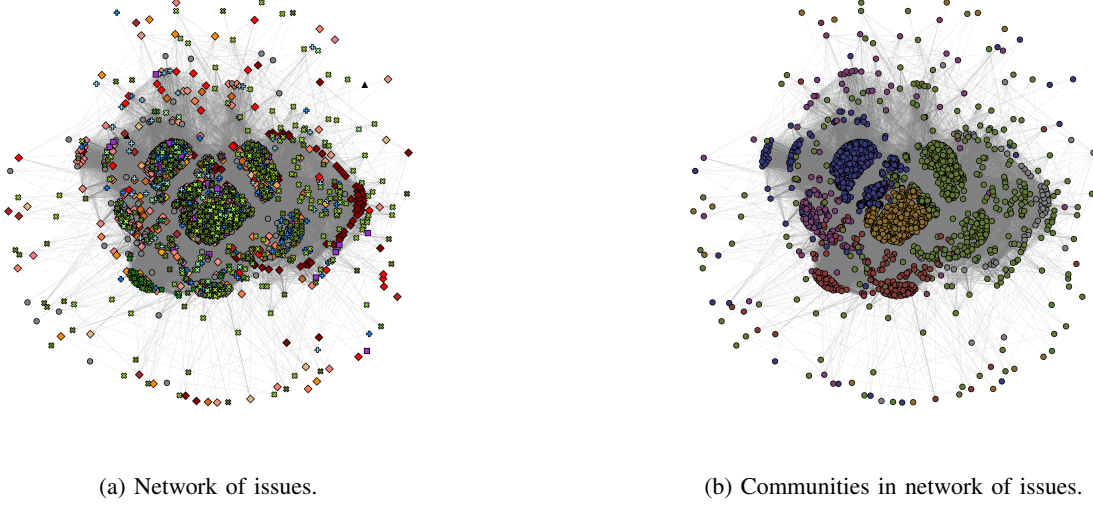 (a) Network of issues.
(b) Communities in network of issues.